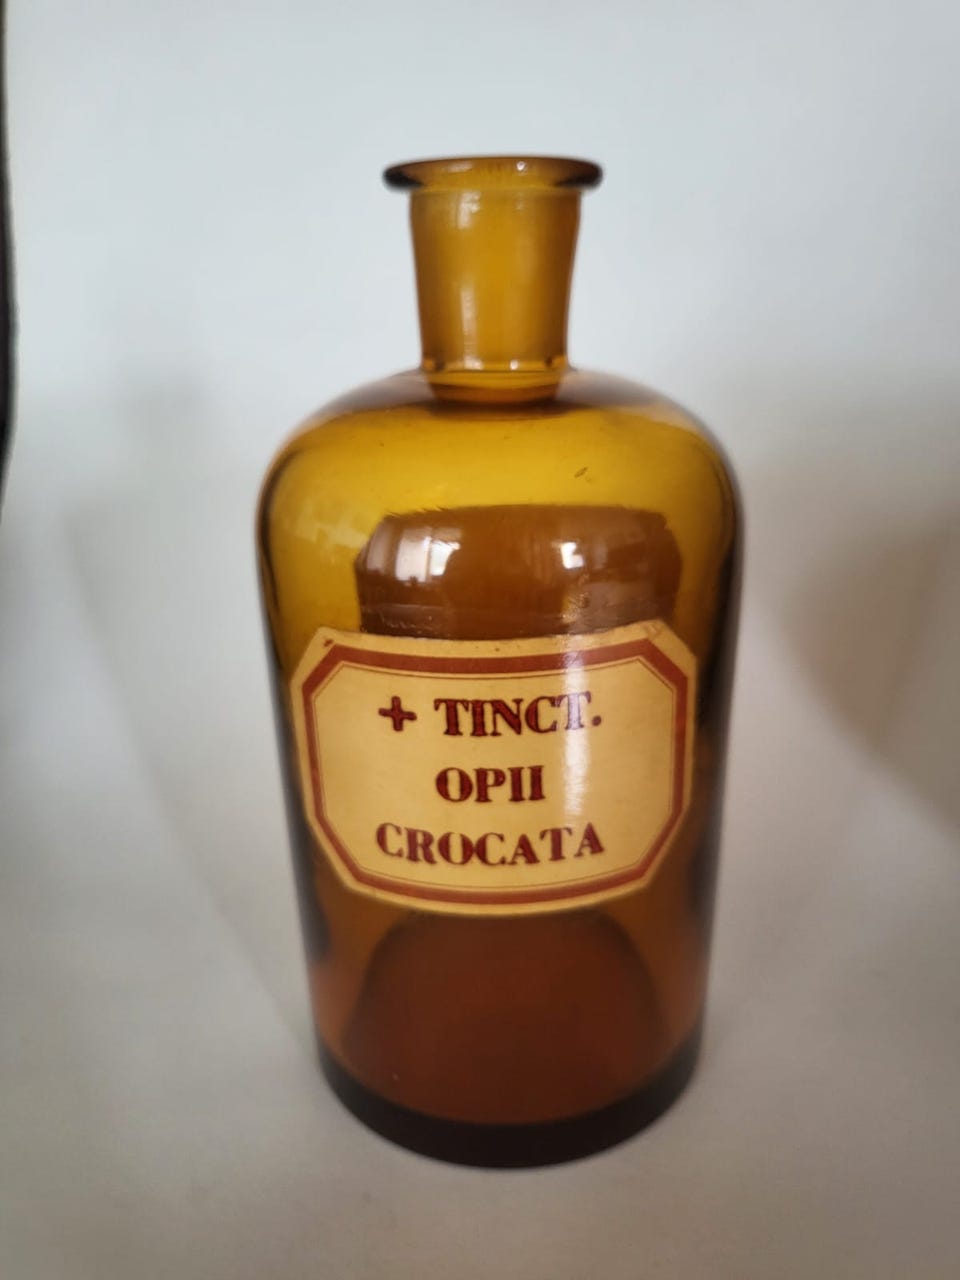 + TINCT.
OPII
CROCATA